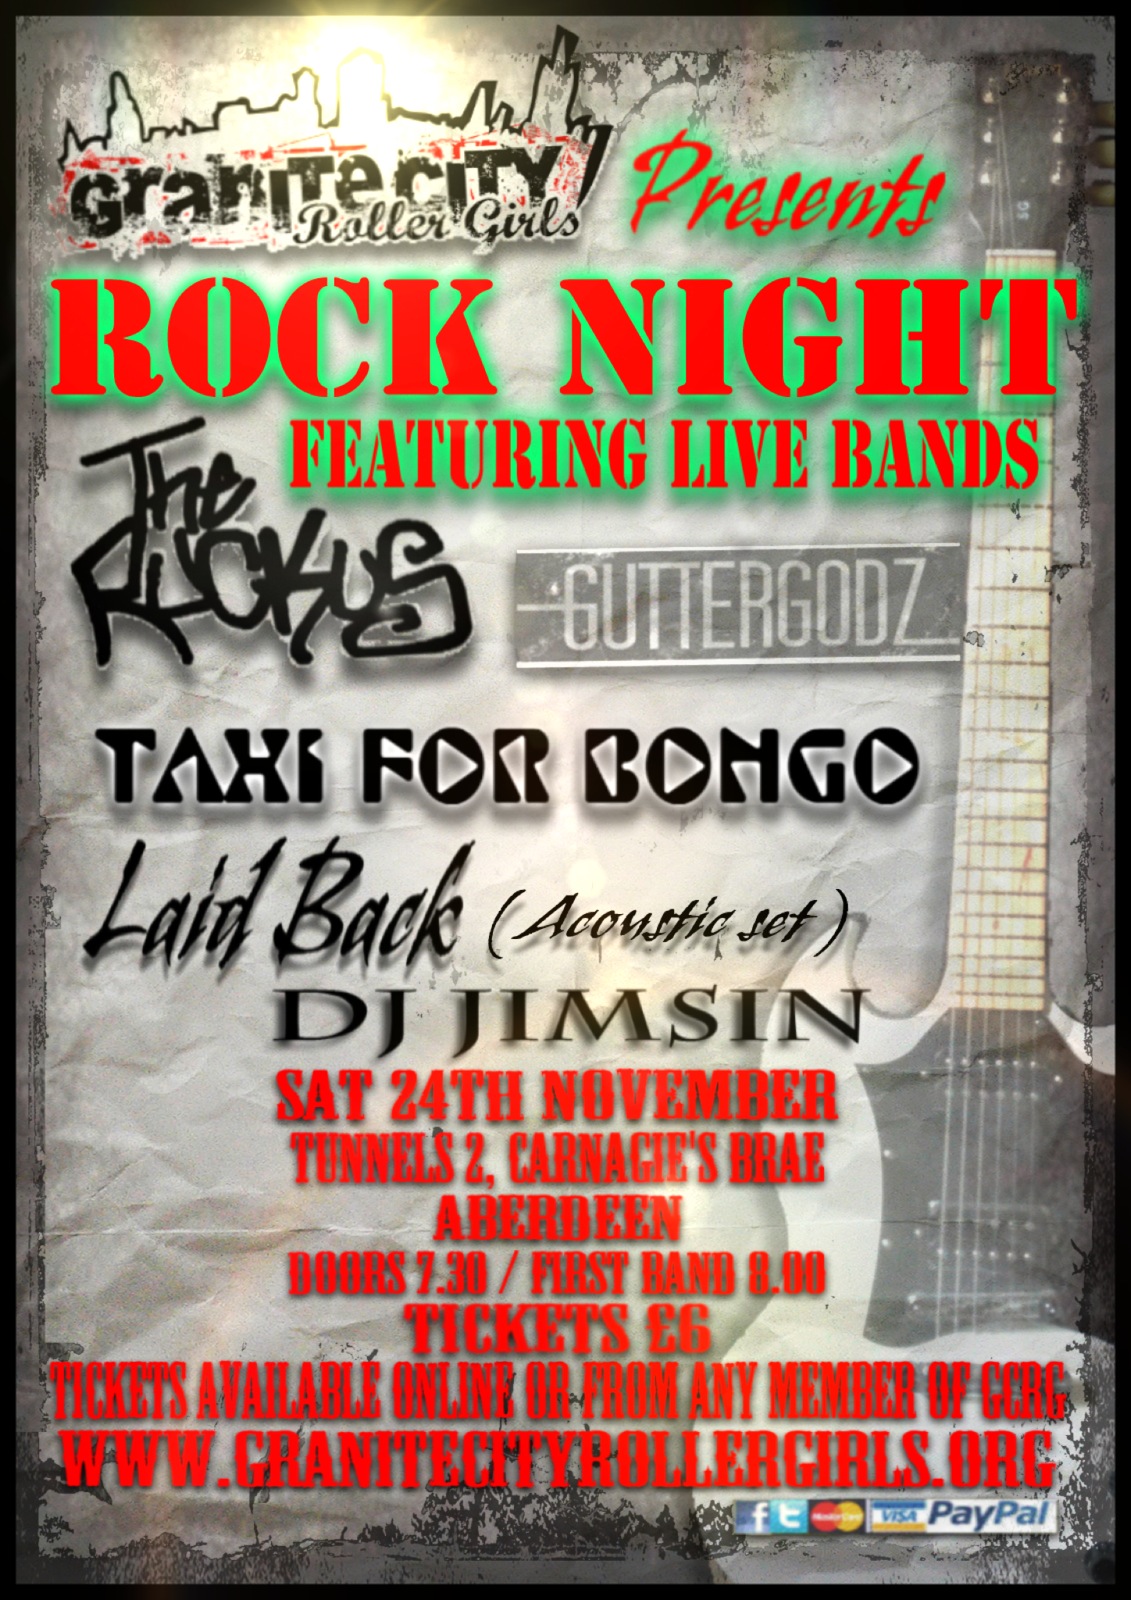 Granite City
Roller Girls
Presents
ROCK NIGHT
FEATURING LIVE BANDS
The
Ruckus
GUTTERGODZ
TAXI FOR BONGO
Laid Back (Acoustic set)
DJ JIMSIN
SAT 24TH NOVEMBER
TUNNELS 2, CARNAGIE'S BRAE
ABERDEEN
DOORS 7.30 / FIRST BAND 8.00
TICKETS £6
TICKETS AVAILABLE ONLINE OR FROM ANY MEMBER OF GCRG
WWW.GRANITECITYROLLERGIRLS.ORG
f t MasterCard VISA PayPal
SG